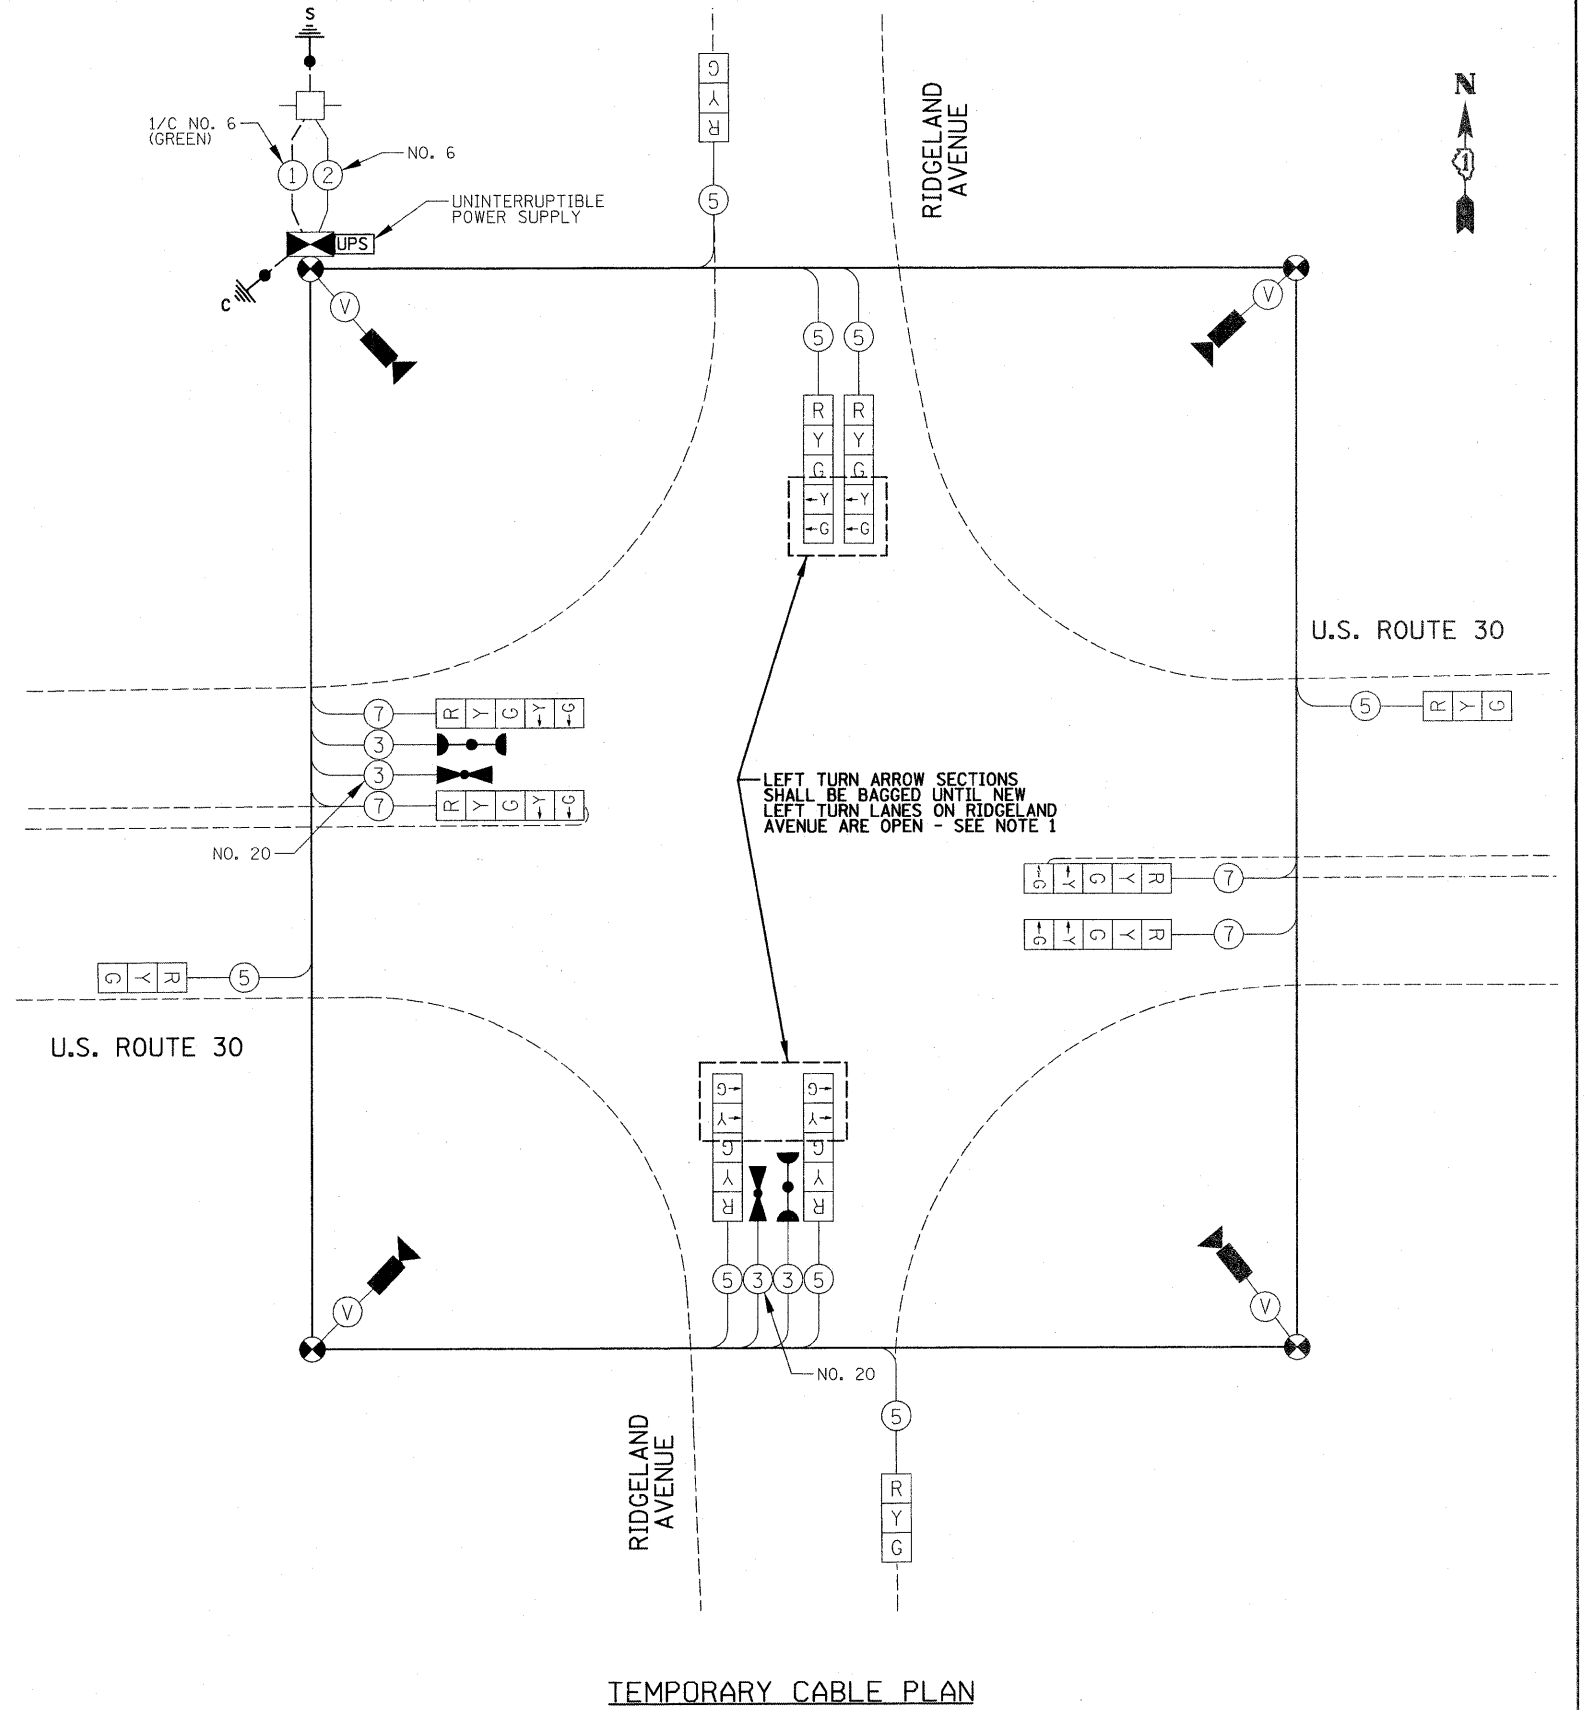 S
1/C NO. 6
(GREEN)
1
2
NO. 6
UNINTERRUPTIBLE
POWER SUPPLY
UPS
C
V
G
Y
R
5
RIDGELAND
AVENUE
N
1
V
5
5
R
Y
G
←Y
←G
R
Y
G
←Y
←G
U.S. ROUTE 30
5
R Y G
7
R Y G ←Y ←G
3
3
7
R Y G ←Y ←G
NO. 20
LEFT TURN ARROW SECTIONS
SHALL BE BAGGED UNTIL NEW
LEFT TURN LANES ON RIDGELAND
AVENUE ARE OPEN - SEE NOTE 1
←G ←Y G Y R
7
←G ←Y G Y R
7
G Y R
5
U.S. ROUTE 30
←G
←Y
G
Y
R
←G
←Y
G
Y
R
5
3
3
5
NO. 20
V
V
5
R
Y
G
RIDGELAND
AVENUE
TEMPORARY CABLE PLAN